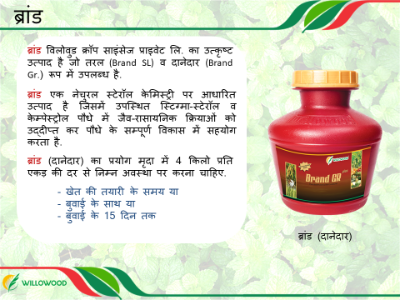 ब्रांड
ब्रांड विलोवुड क्रॉप साइंसेज प्राइवेट लि. का उत्कृष्ट
उत्पाद है जो तरल (Brand SL) व दानेदार (Brand
Gr.) रूप में उपलब्ध है.
ब्रांड एक नेचुरल स्टेरॉल केमिस्ट्री पर आधारित
उत्पाद है जिसमें उपस्थित स्टिग्मा-स्टेरॉल व
केम्पेस्ट्रोल पौधे में जैव-रासायनिक क्रियाओं को
उद्दीप्त कर पौधे के सम्पूर्ण विकास में सहयोग
करता है.
ब्रांड (दानेदार) का प्रयोग मृदा में 4 किलो प्रति
एकड़ की दर से निम्न अवस्था पर करना चाहिए.
- खेत की तयारी के समय या
- बुवाई के साथ या
- बुवाई के 15 दिन तक
Brand GR
ब्रांड (दानेदार)
WILLOWOOD